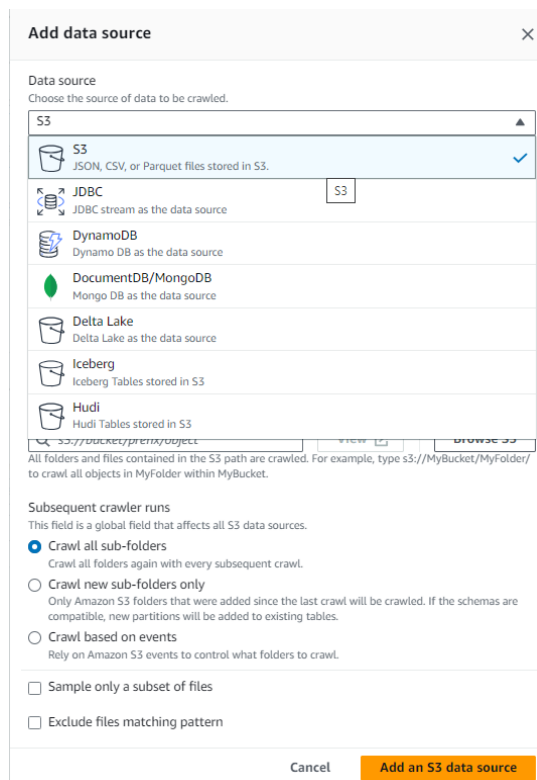 Add data source
Data source
Choose the source of data to be crawled.
S3
S3
JSON, CSV, or Parquet files stored in S3.
S3
JDBC
JDBC stream as the data source
DynamoDB
Dynamo DB as the data source
DocumentDB/MongoDB
Mongo DB as the data source
Delta Lake
Delta Lake as the data source
Iceberg
Iceberg Tables stored in S3
Hudi
Hudi Tables stored in S3
s3://bucket/prefix/object View Browse S3
All folders and files contained in the S3 path are crawled. For example, type s3://MyBucket/MyFolder/
to crawl all objects in MyFolder within MyBucket.
Subsequent crawler runs
This field is a global field that affects all S3 data sources.
Crawl all sub-folders
Crawl all folders again with every subsequent crawl.
Crawl new sub-folders only
Only Amazon S3 folders that were added since the last crawl will be crawled. If the schemas are
compatible, new partitions will be added to existing tables.
Crawl based on events
Rely on Amazon S3 events to control what folders to crawl.
Sample only a subset of files
Exclude files matching pattern
Cancel Add an S3 data source